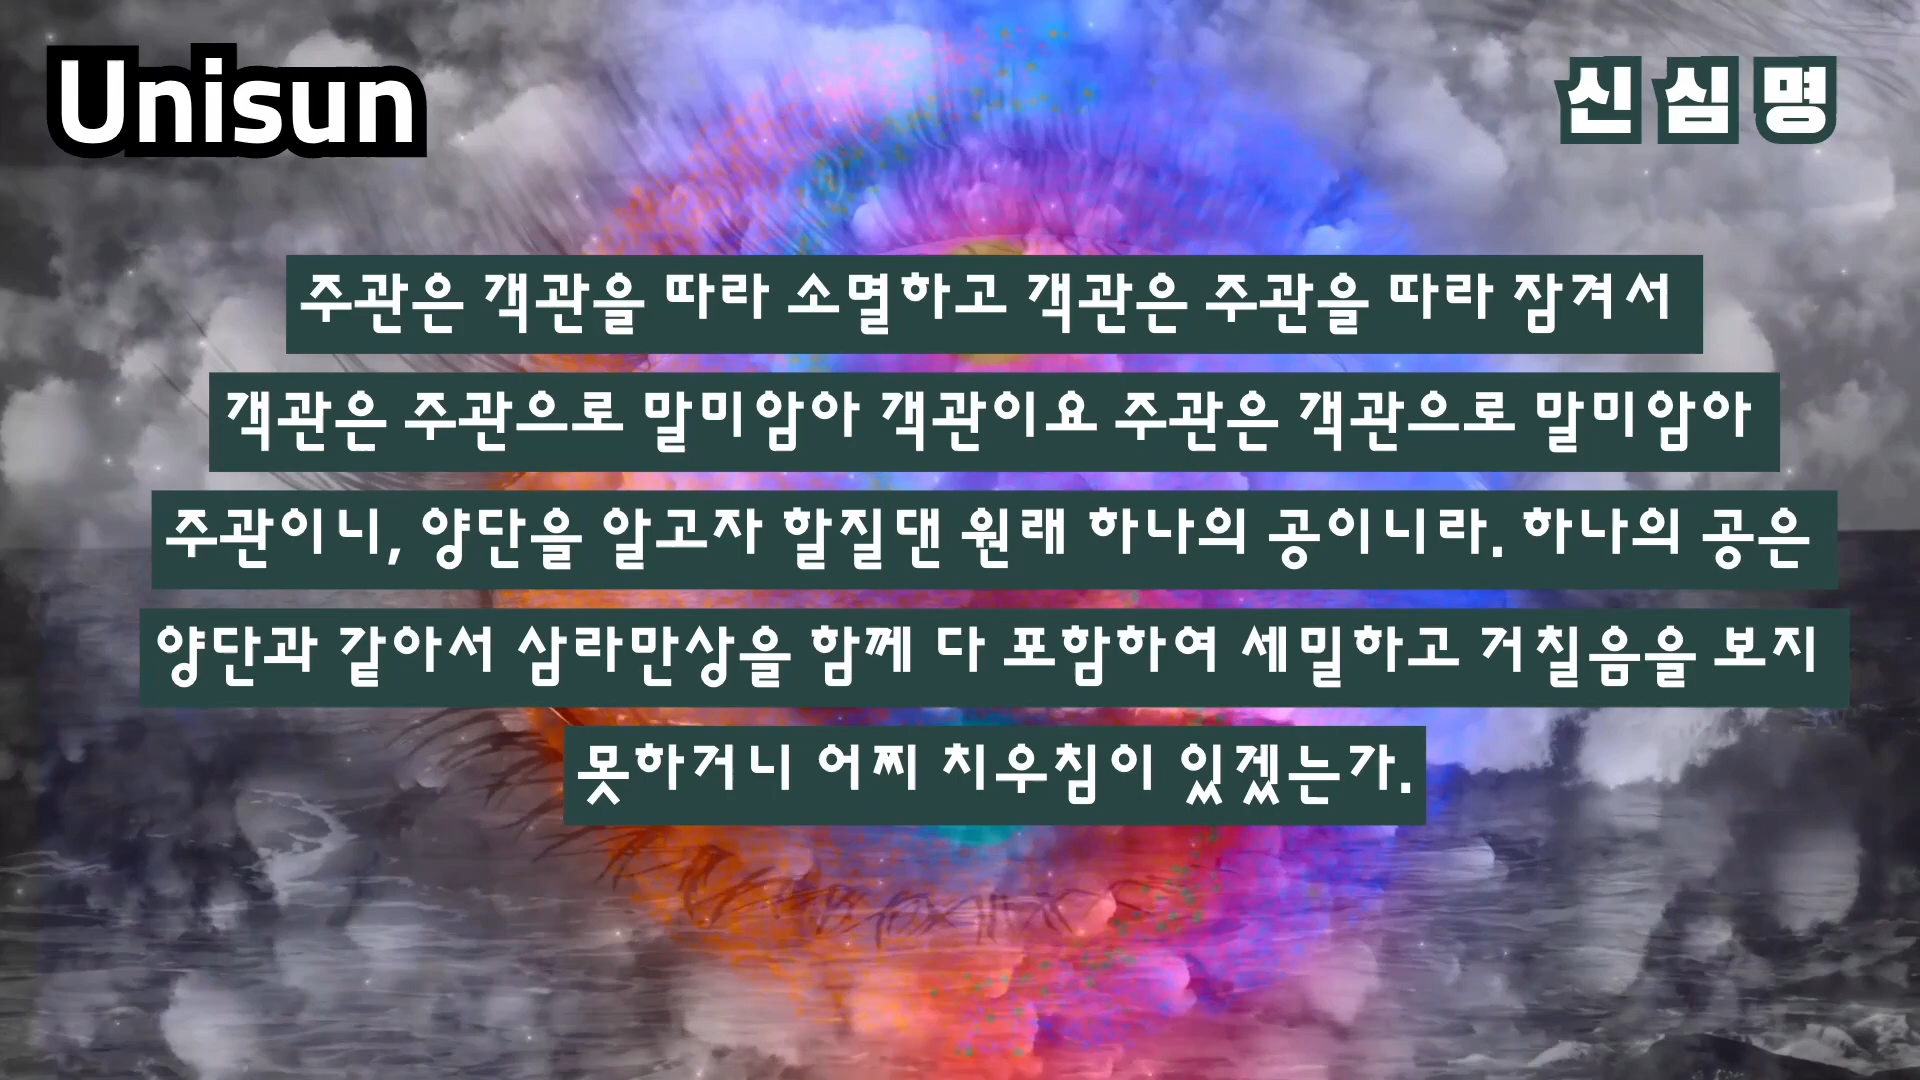 Unisun
신심명
주관은 객관을 따라 소멸하고 객관은 주관을 따라 잠겨서
객관은 주관으로 말미암아 객관이요 주관은 객관으로 말미암아
주관이니, 양단을 알고자 할질댄 원래 하나의 공이니라. 하나의 공은
양단과 같아서 삼라만상을 함께 다 포함하여 세밀하고 거칠음을 보지
못하거니 어찌 치우침이 있겠는가.